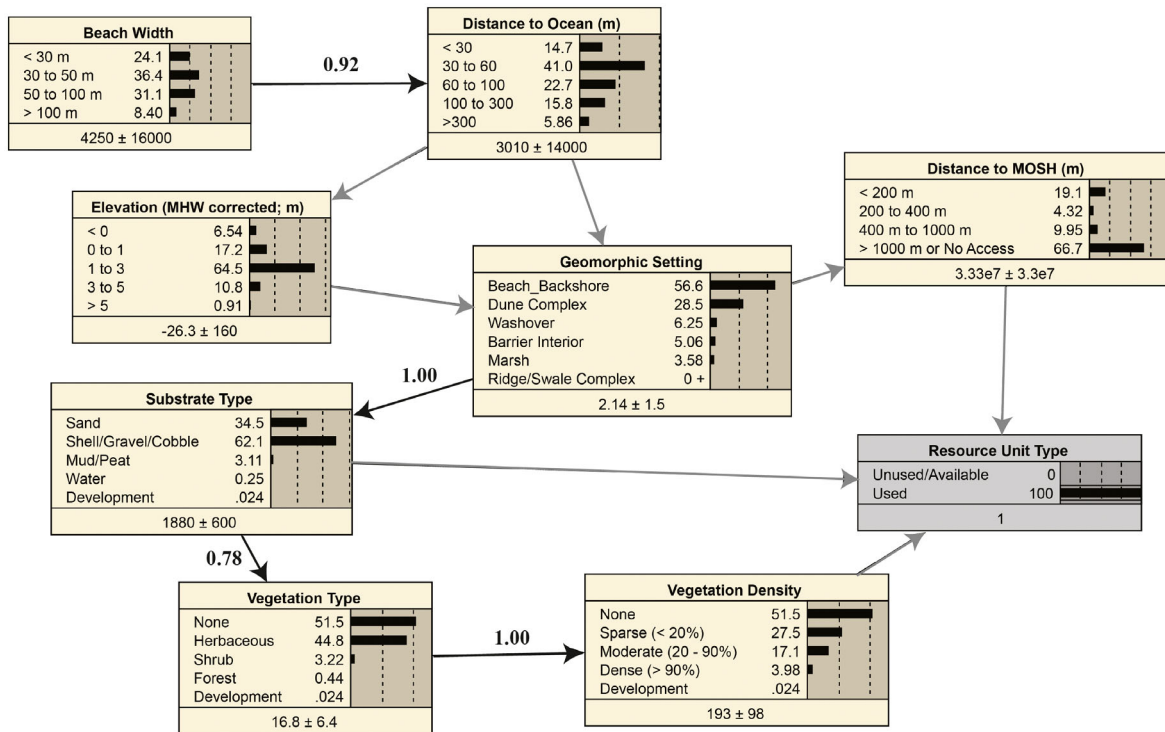 Beach Width
< 30 m 24.1
30 to 50 m 36.4
50 to 100 m 31.1
> 100 m 8.40
4250 ± 16000
0.92
Distance to Ocean (m)
< 30 14.7
30 to 60 41.0
60 to 100 22.7
100 to 300 15.8
>300 5.86
3010 ± 14000
Distance to MOSH (m)
< 200 m 19.1
200 to 400 m 4.32
400 m to 1000 m 9.95
> 1000 m or No Access 66.7
3.33e7 ± 3.3e7
Elevation (MHW corrected; m)
< 0 6.54
0 to 1 17.2
1 to 3 64.5
3 to 5 10.8
> 5 0.91
-26.3 ± 160
Geomorphic Setting
Beach_Backshore 56.6
Dune Complex 28.5
Washover 6.25
Barrier Interior 5.06
Marsh 3.58
Ridge/Swale Complex 0 +
2.14 ± 1.5
1.00
Substrate Type
Sand 34.5
Shell/Gravel/Cobble 62.1
Mud/Peat 3.11
Water 0.25
Development .024
1880 ± 600
Resource Unit Type
Unused/Available 0
Used 100
1
0.78
Vegetation Type
None 51.5
Herbaceous 44.8
Shrub 3.22
Forest 0.44
Development .024
16.8 ± 6.4
1.00
Vegetation Density
None 51.5
Sparse (< 20%) 27.5
Moderate (20 - 90%) 17.1
Dense (> 90%) 3.98
Development .024
193 ± 98